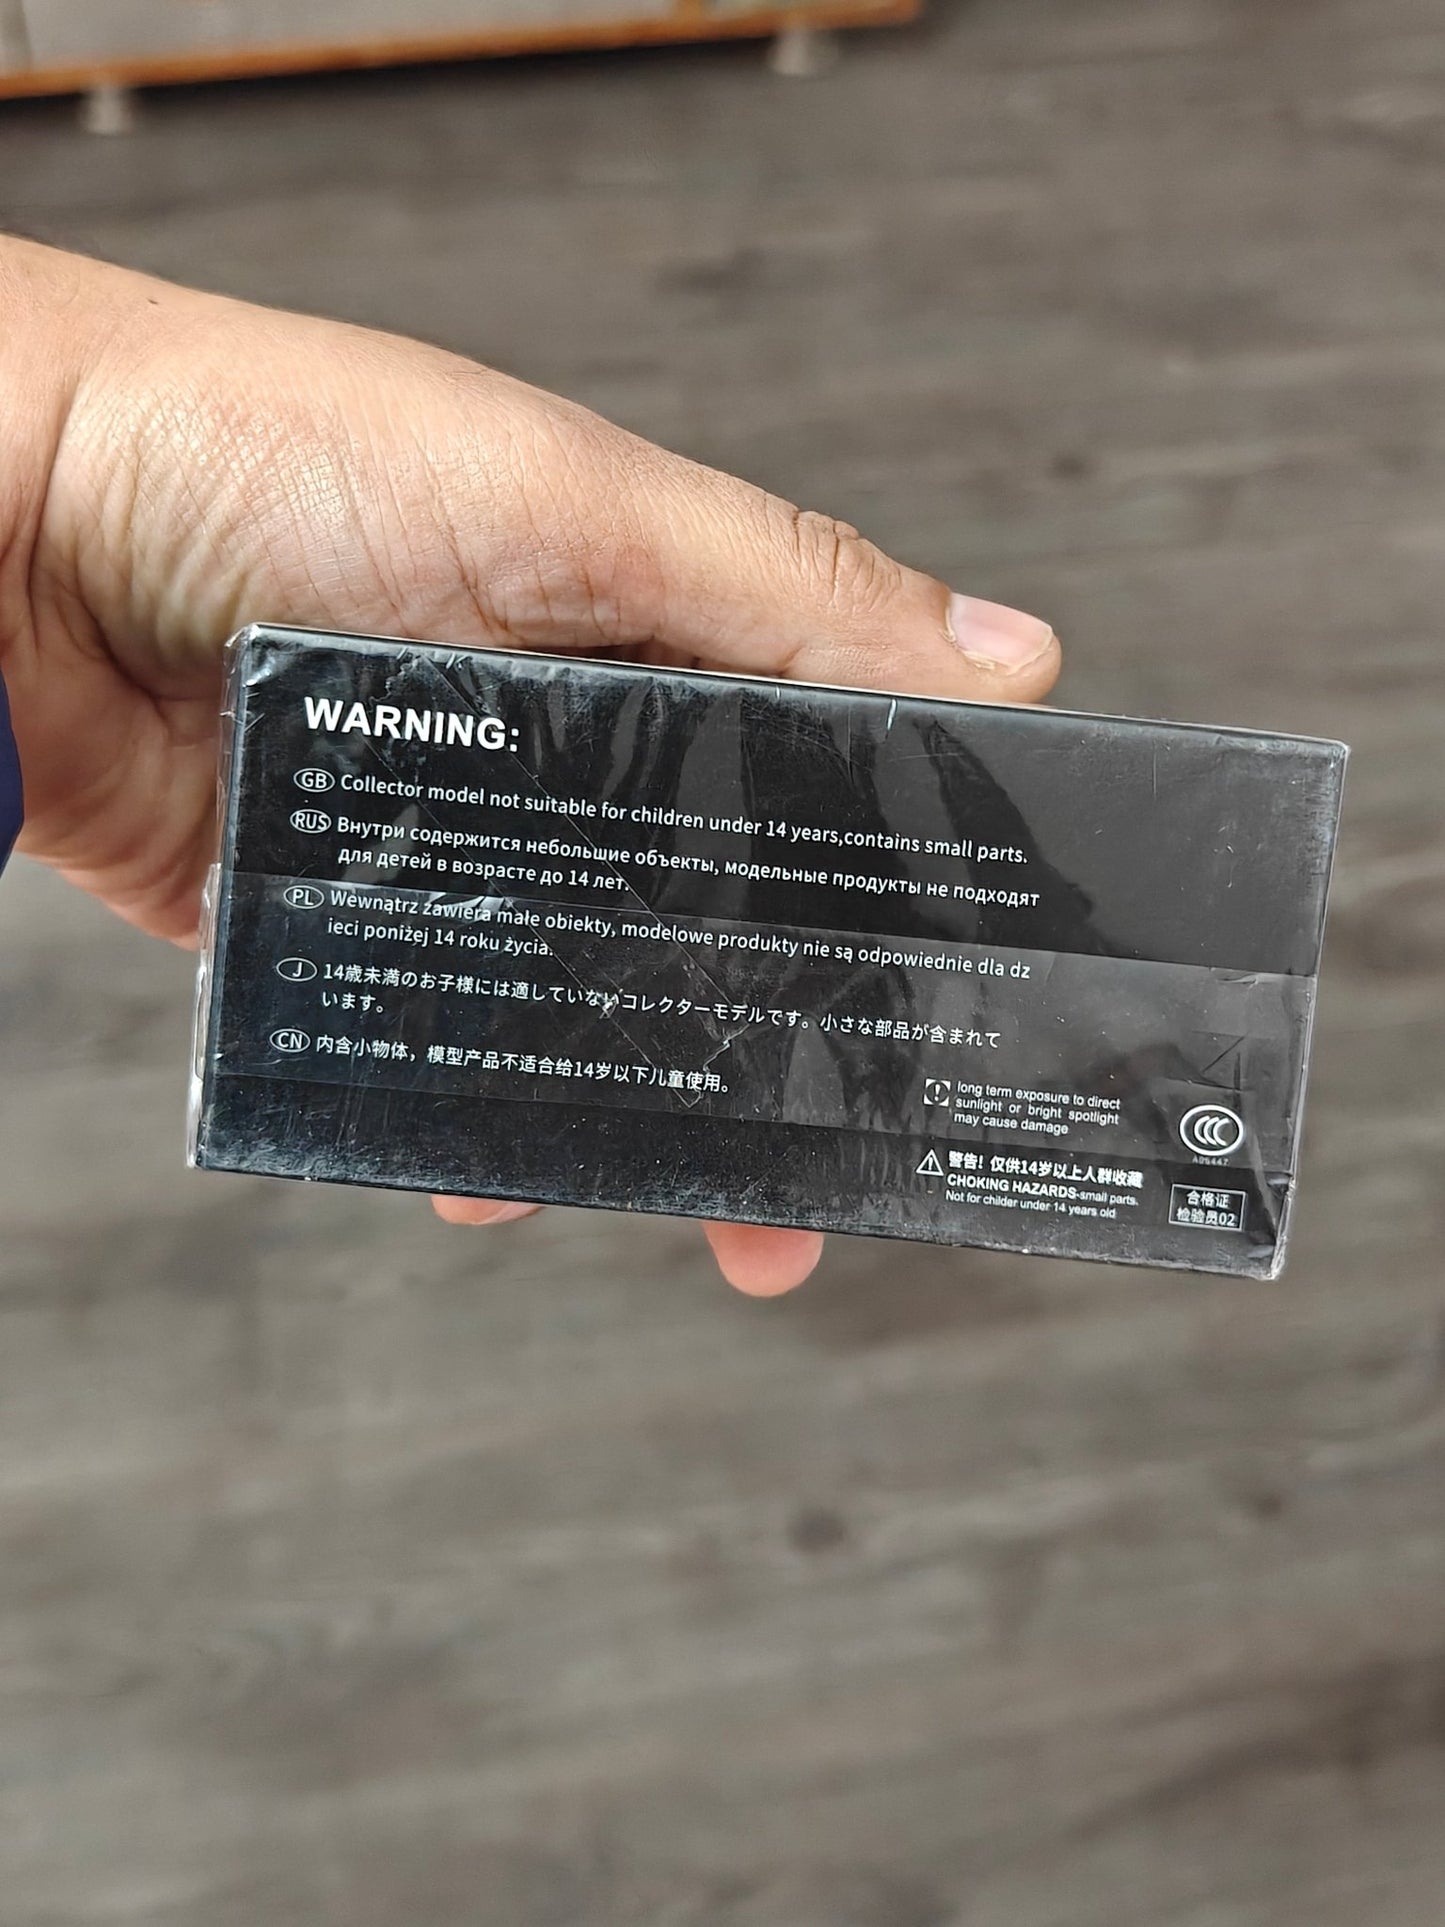 WARNING:
GB Collector model not suitable for children under 14 years,contains small parts.
RUS Внутри содержится небольшие объекты, модельные продукты не подходят
для детей в возрасте до 14 лет.
PL Wewnątrz zawiera małe obiekty, modelowe produkty nie są odpowiednie dla dz
ieci poniżej 14 roku życia.
J 14歳未満のお子様には適していないコレクターモデルです。小さな部品が含まれて
います。
CN 内含小物体，模型产品不适合给14岁以下儿童使用。
long term exposure to direct
sunlight or bright spotlight
may cause damage
CCC
A05447
警告！仅供14岁以上人群收藏
CHOKING HAZARDS-small parts.
Not for childer under 14 years old
合格证
检验员02